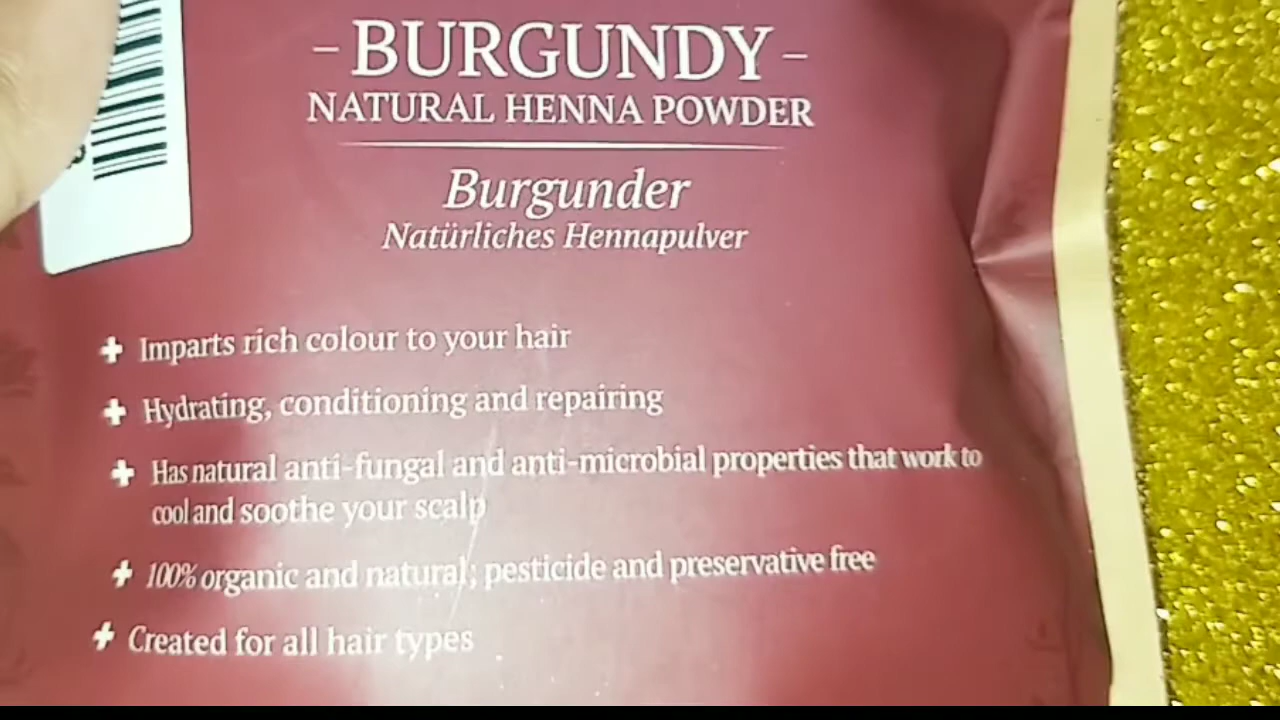 - BURGUNDY -
NATURAL HENNA POWDER
Burgunder
Natürliches Hennapulver
+ Imparts rich colour to your hair
+ Hydrating, conditioning and repairing
+ Has natural anti-fungal and anti-microbial properties that work to
cool and soothe your scalp
+ 100% organic and natural; pesticide and preservative free
+ Created for all hair types